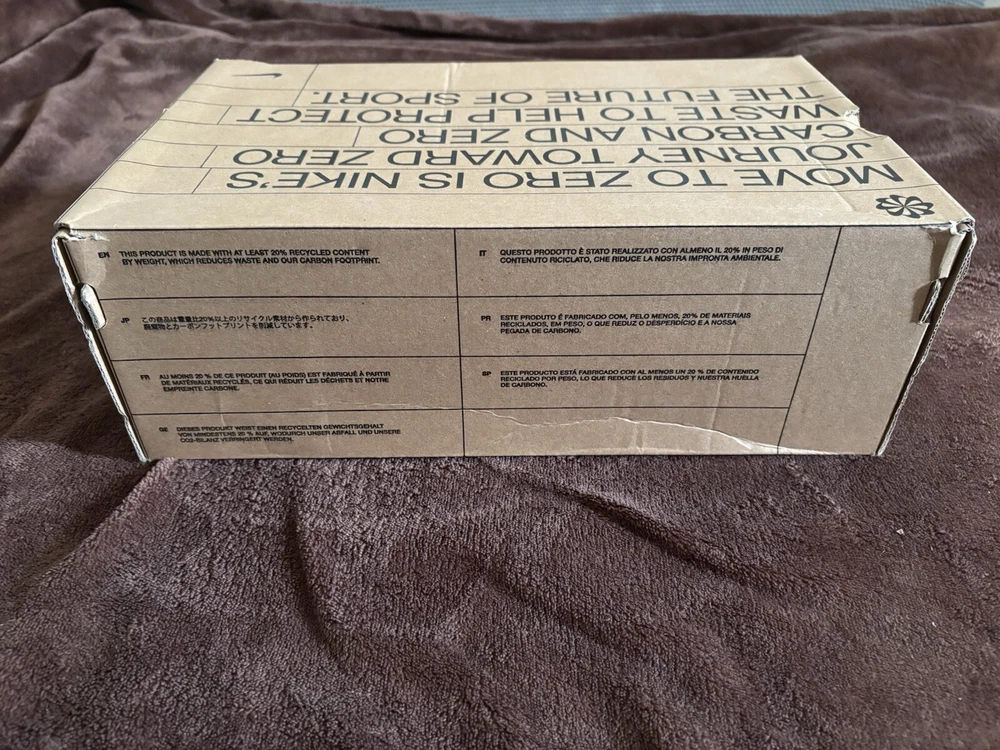 MOVE TO ZERO IS NIKE'S
JOURNEY TOWARD ZERO
CARBON AND ZERO
WASTE TO HELP PROTECT
THE FUTURE OF SPORT.
EN THIS PRODUCT IS MADE WITH AT LEAST 20% RECYCLED CONTENT
BY WEIGHT, WHICH REDUCES WASTE AND OUR CARBON FOOTPRINT.
JP この商品は重量比20%以上のリサイクル素材から作られており、
廃棄物とカーボンフットプリントを削減しています。
FR AU MOINS 20 % DE CE PRODUIT (AU POIDS) EST FABRIQUÉ À PARTIR
DE MATÉRIAUX RECYCLÉS, CE QUI RÉDUIT LES DÉCHETS ET NOTRE
EMPREINTE CARBONE.
GE DIESES PRODUKT WEIST EINEN RECYCELTEN GEWICHTSGEHALT
VON MINDESTENS 20 % AUF, WODURCH UNSER ABFALL UND UNSERE
CO2-BILANZ VERRINGERT WERDEN.
IT QUESTO PRODOTTO È STATO REALIZZATO CON ALMENO IL 20% IN PESO DI
CONTENUTO RICICLATO, CHE RIDUCE LA NOSTRA IMPRONTA AMBIENTALE.
PR ESTE PRODUTO É FABRICADO COM, PELO MENOS, 20% DE MATERIAIS
RECICLADOS, EM PESO, O QUE REDUZ O DESPERDÍCIO E A NOSSA
PEGADA DE CARBONO.
SP ESTE PRODUCTO ESTÁ FABRICADO CON AL MENOS UN 20 % DE CONTENIDO
RECICLADO POR PESO, LO QUE REDUCE LOS RESIDUOS Y NUESTRA HUELLA
DE CARBONO.